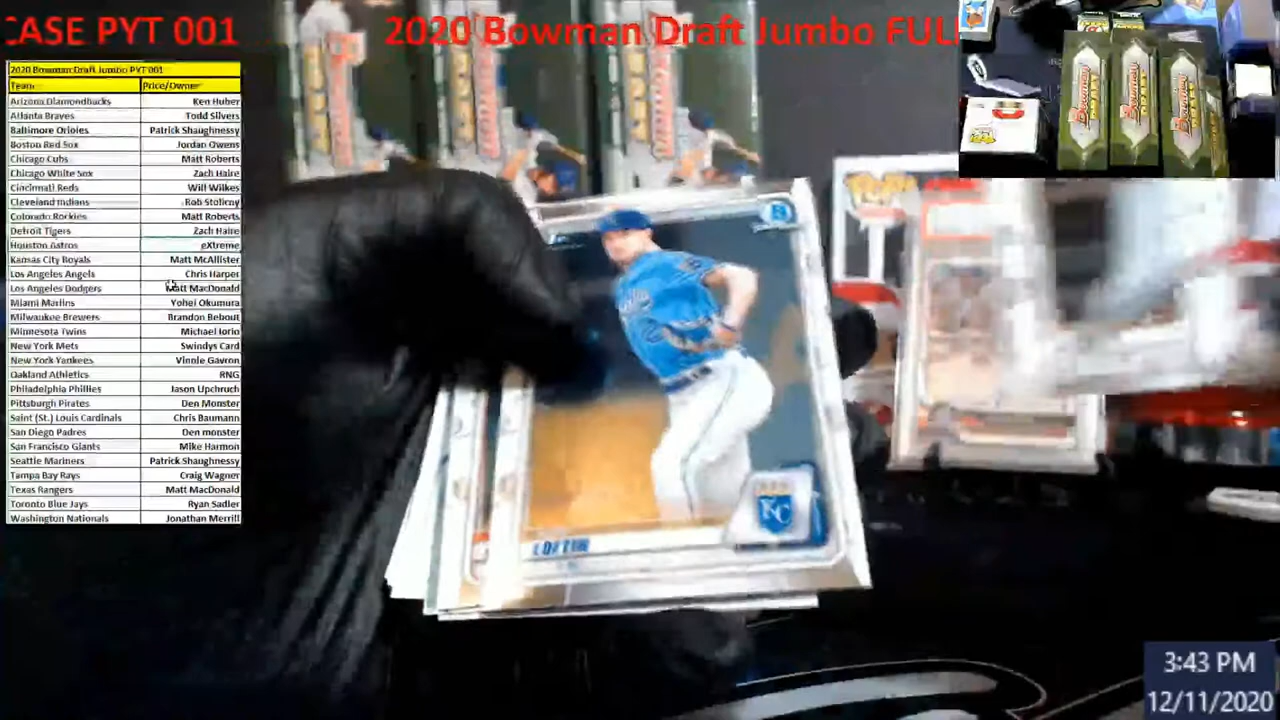 CASE PYT 001
2020 Bowman Draft Jumbo FULL
2020 Bowman Draft Jumbo PYT 001
Team Price/Owner
Arizona Diamondbacks Ken Huber
Atlanta Braves Todd Silvers
Baltimore Orioles Patrick Shaughnessy
Boston Red Sox Jordan Owens
Chicago Cubs Matt Roberts
Chicago White Sox Zach Haire
Cincinnati Reds Will Wilkes
Cleveland Indians Rob Stolicny
Colorado Rockies Matt Roberts
Detroit Tigers Zach Haire
Houston Astros eXtreme
Kansas City Royals Matt McAllister
Los Angeles Angels Chris Harper
Los Angeles Dodgers Matt MacDonald
Miami Marlins Yohei Okumura
Milwaukee Brewers Brandon Bebout
Minnesota Twins Michael Iorio
New York Mets Swindys Card
New York Yankees Vinnie Gavron
Oakland Athletics RNG
Philadelphia Phillies Jason Upchruch
Pittsburgh Pirates Den Monster
Saint (St.) Louis Cardinals Chris Baumann
San Diego Padres Den monster
San Francisco Giants Mike Harmon
Seattle Mariners Patrick Shaughnessy
Tampa Bay Rays Craig Wagner
Texas Rangers Matt MacDonald
Toronto Blue Jays Ryan Sadler
Washington Nationals Jonathan Merrill
Bowman
Bowman
Bowman
LOFTIN
KC
3:43 PM
12/11/2020